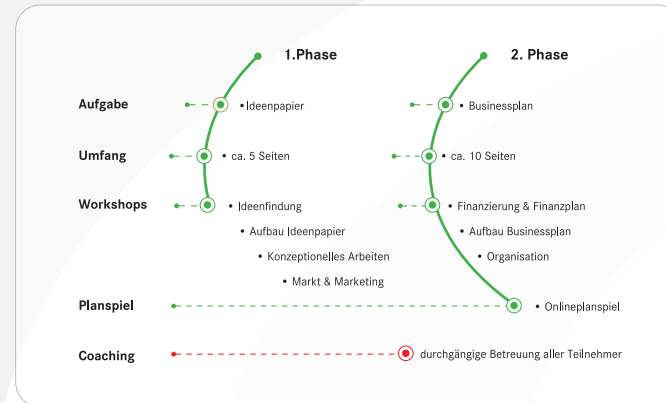 1.Phase 2. Phase
Aufgabe • Ideenpapier • Businessplan
Umfang • ca. 5 Seiten • ca. 10 Seiten
Workshops • Ideenfindung • Finanzierung & Finanzplan
• Aufbau Ideenpapier • Aufbau Businessplan
• Konzeptionelles Arbeiten • Organisation
• Markt & Marketing
Planspiel • Onlineplanspiel
Coaching durchgängige Betreuung aller Teilnehmer